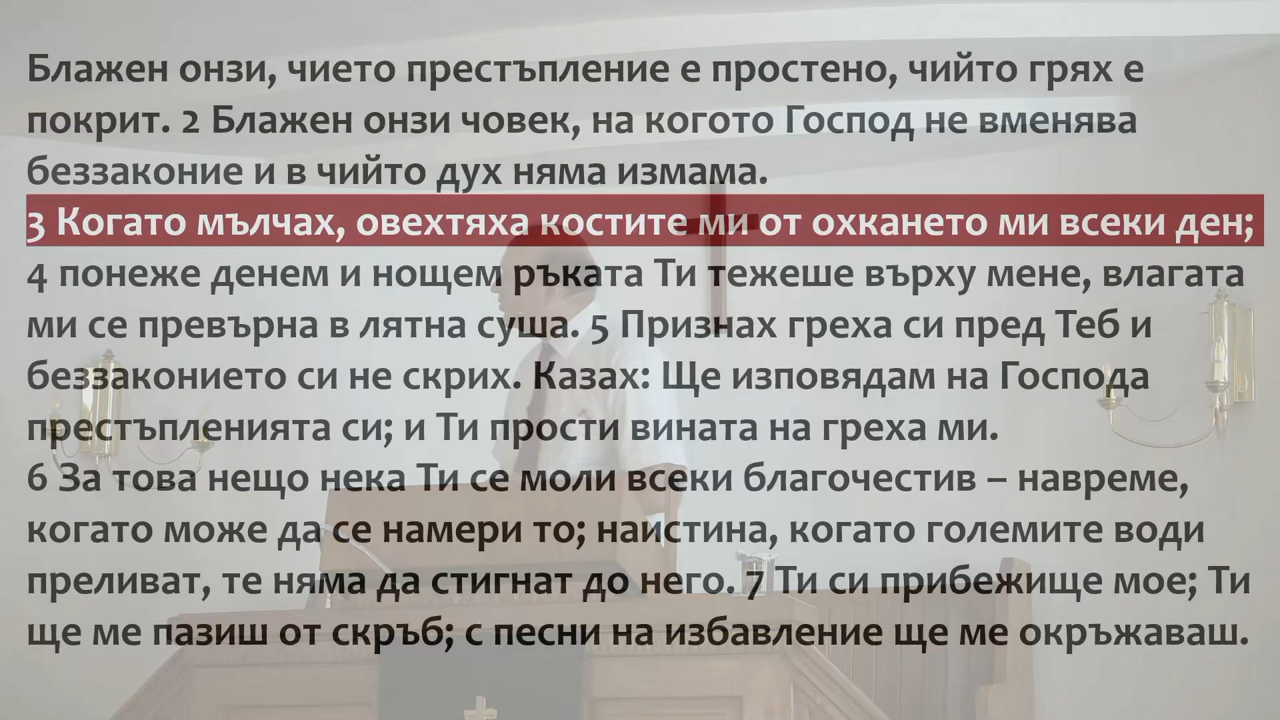 Блажен онзи, чието престъпление е простено, чийто грях е
покрит. 2 Блажен онзи човек, на когото Господ не вменява
беззаконие и в чийто дух няма измама.
3 Когато мълчах, овехтяха костите ми от охкането ми всеки ден;
4 понеже денем и нощем ръката Ти тежеше върху мене, влагата
ми се превърна в лятна суша. 5 Признах греха си пред Теб и
беззаконието си не скрих. Казах: Ще изповядам на Господа
престъпленията си; и Ти прости вината на греха ми.
6 За това нещо нека Ти се моли всеки благочестив – навреме,
когато може да се намери то; наистина, когато големите води
преливат, те няма да стигнат до него. 7 Ти си прибежище мое; Ти
ще ме пазиш от скръб; с песни на избавление ще ме окръжаваш.